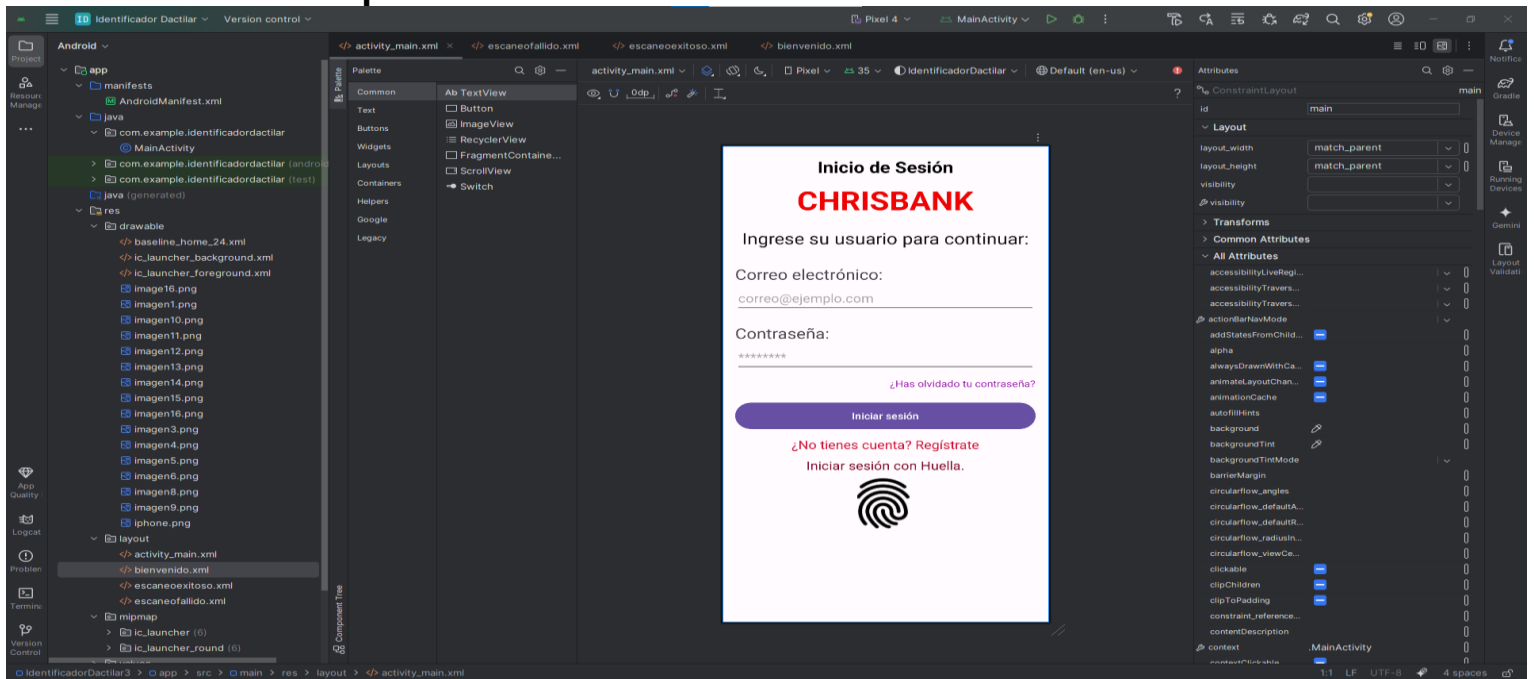 ID Identificador Dactilar Version control Pixel 4 MainActivity
Project
Android
activity_main.xml escaneofallido.xml escaneoexitoso.xml bienvenido.xml
app
manifests
AndroidManifest.xml
java
com.example.identificadordactilar
MainActivity
com.example.identificadordactilar (androi
com.example.identificadordactilar (test)
java (generated)
res
drawable
baseline_home_24.xml
ic_launcher_background.xml
ic_launcher_foreground.xml
image16.png
imagen1.png
imagen10.png
imagen11.png
imagen12.png
imagen13.png
imagen14.png
imagen15.png
imagen16.png
imagen3.png
imagen4.png
imagen5.png
imagen6.png
imagen8.png
imagen9.png
iphone.png
layout
activity_main.xml
bienvenido.xml
escaneoexitoso.xml
escaneofallido.xml
mipmap
ic_launcher (6)
ic_launcher_round (6)
Resourc
Manage
App
Quality
Logcat
Problem
Termina
Version
Control
Palette
Palette
Component Tree
Common
Text
Buttons
Widgets
Layouts
Containers
Helpers
Google
Legacy
Ab TextView
Button
ImageView
RecyclerView
FragmentContaine...
ScrollView
Switch
activity_main.xml Pixel 35 IdentificadorDactilar Default (en-us)
0dp
?
Inicio de Sesión
CHRISBANK
Ingrese su usuario para continuar:
Correo electrónico:
correo@ejemplo.com
Contraseña:
********
¿Has olvidado tu contraseña?
Iniciar sesión
¿No tienes cuenta? Regístrate
Iniciar sesión con Huella.
Attributes
ConstraintLayout main
id main
Layout
layout_width match_parent
layout_height match_parent
visibility
visibility
Transforms
Common Attributes
All Attributes
accessibilityLiveRegi...
accessibilityTravers...
accessibilityTravers...
actionBarNavMode
addStatesFromChild...
alpha
alwaysDrawnWithCa...
animateLayoutChan...
animationCache
autofillHints
background
backgroundTint
backgroundTintMode
barrierMargin
circularflow_angles
circularflow_defaultA...
circularflow_defaultR...
circularflow_radiusIn...
circularflow_viewCe...
clickable
clipChildren
clipToPadding
constraint_reference...
contentDescription
context .MainActivity
contextClickable
Notifica
Gradle
Device
Manage
Running
Devices
Gemini
Layout
Validati
IdentificadorDactilar3 > app > src > main > res > layout > activity_main.xml 1:1 LF UTF-8 4 spaces